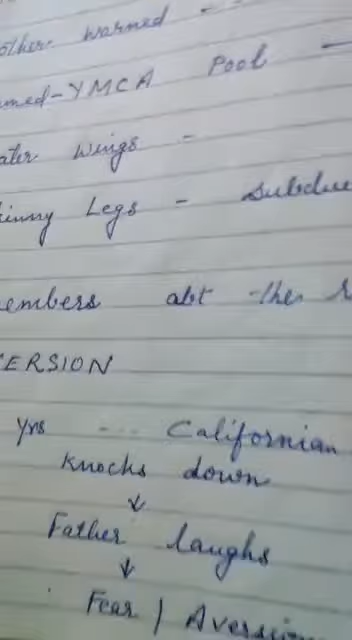 other warned - -
med-YMCA Pool -
ater wings -
inny Legs - subdue
embers abt the
ERSION
yrs --- Californian
knocks down
↓
Father laughs
↓
Fear / Aversion